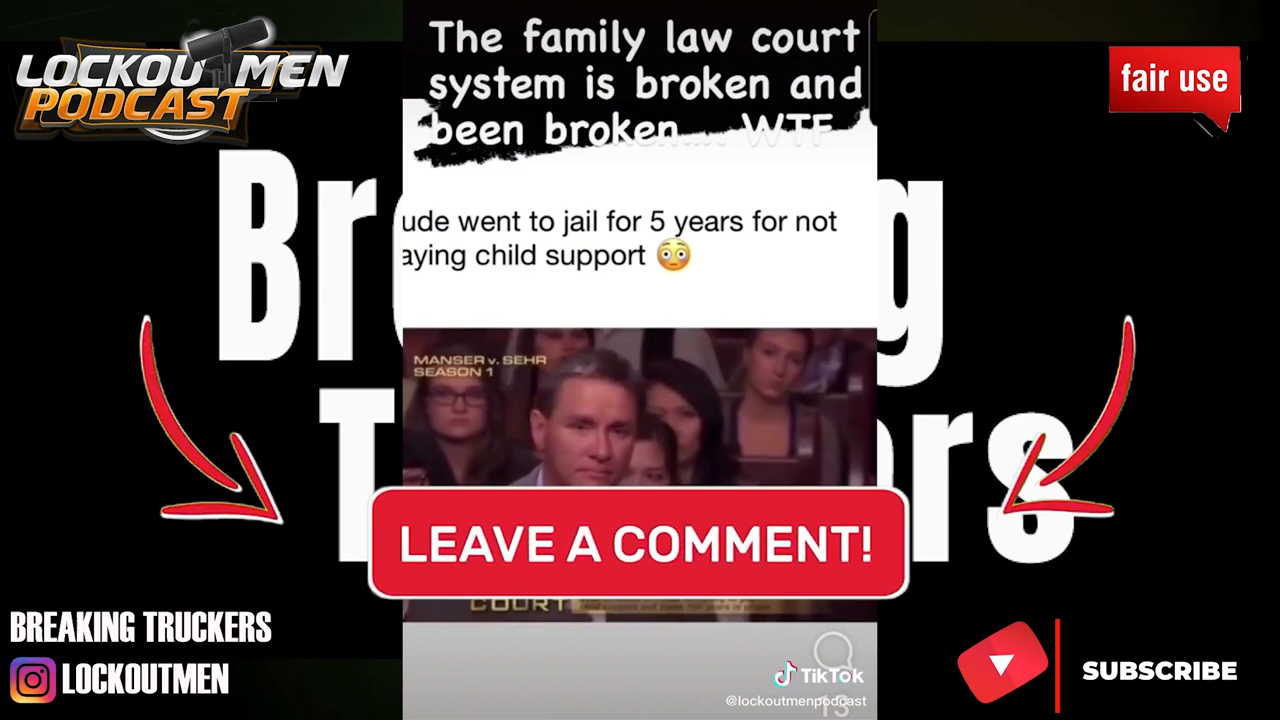 LOCKOUTMEN
PODCAST
The family law court
system is broken and
been broken.... WTF
fair use
ude went to jail for 5 years for not
aying child support 😳
MANSER v. SEHR
SEASON 1
LEAVE A COMMENT!
COURT
BREAKING TRUCKERS
LOCKOUTMEN
TikTok
@lockoutmenpodcast
13
SUBSCRIBE